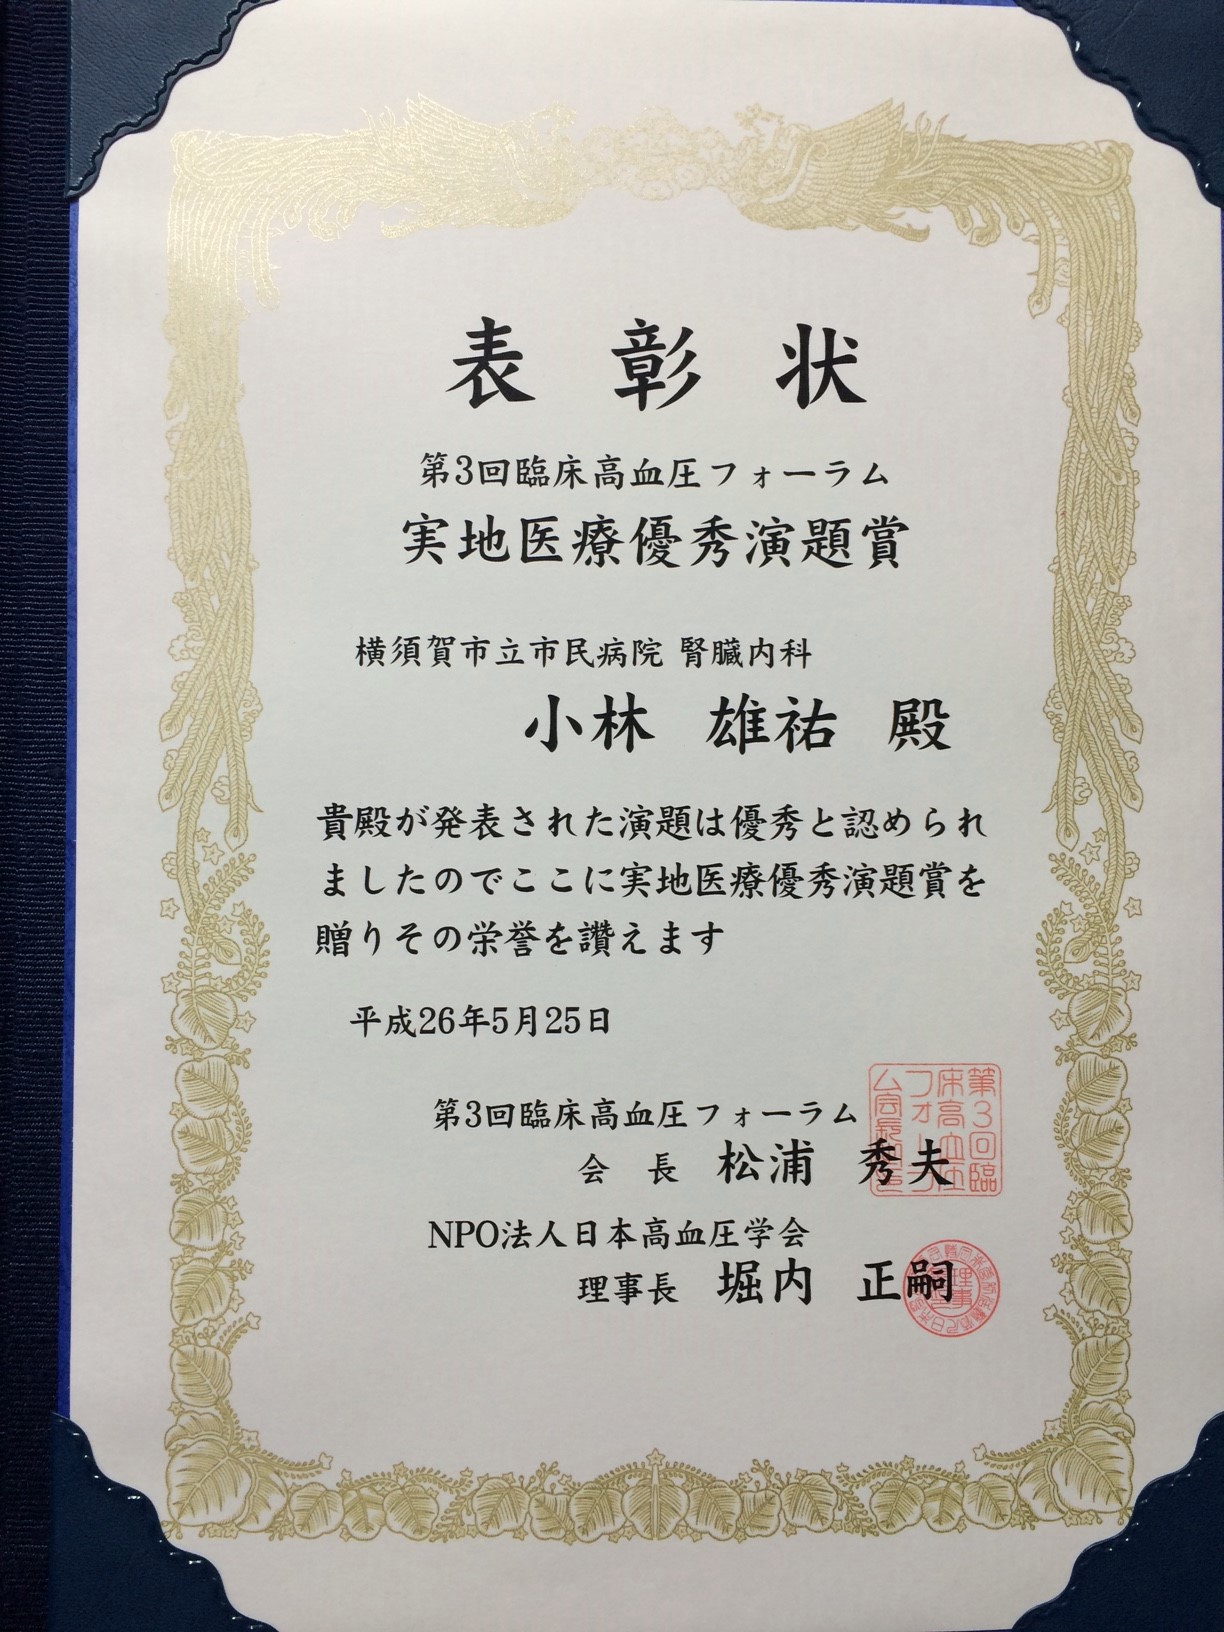 表彰状
第3回臨床高血圧フォーラム
実地医療優秀演題賞
横須賀市立市民病院 腎臓内科
小林 雄祐 殿
貴殿が発表された演題は優秀と認められ
ましたのでここに実地医療優秀演題賞を
贈りその栄誉を讃えます
平成26年5月25日
第3回臨床高血圧フォーラム
会 長 松浦 秀夫
NPO法人日本高血圧学会
理事長 堀内 正嗣